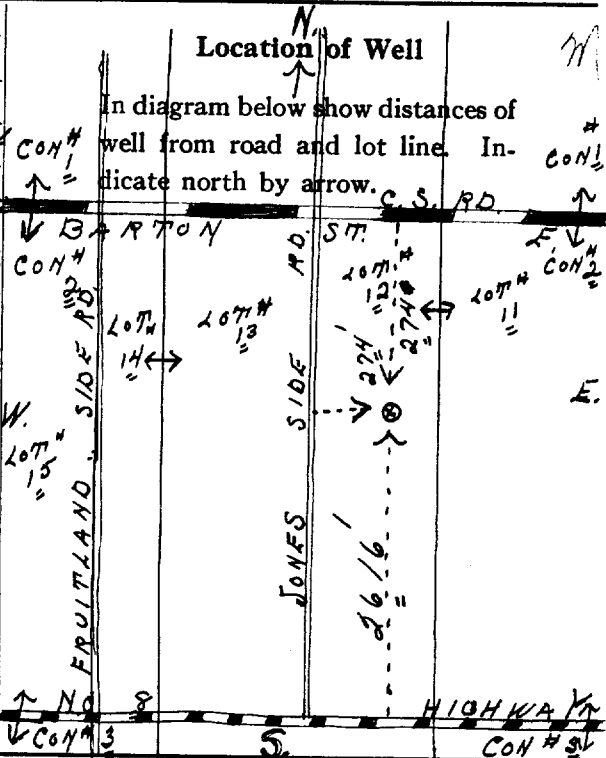 N.
Location of Well
In diagram below show distances of
well from road and lot line. In-
dicate north by arrow.
CON # 1
CON # 1
C. S. RD.
BARTON ST. E.
CON # 2
CON # 2
LOT # 14
LOT # 13
LOT # 12
LOT # 11
274'
274'
W.
E.
LOT # 15
FRUITLAND SIDE RD.
JONES SIDE RD.
2616'
No 8 HIGHWAY
CON # 3
S.
CON # 3